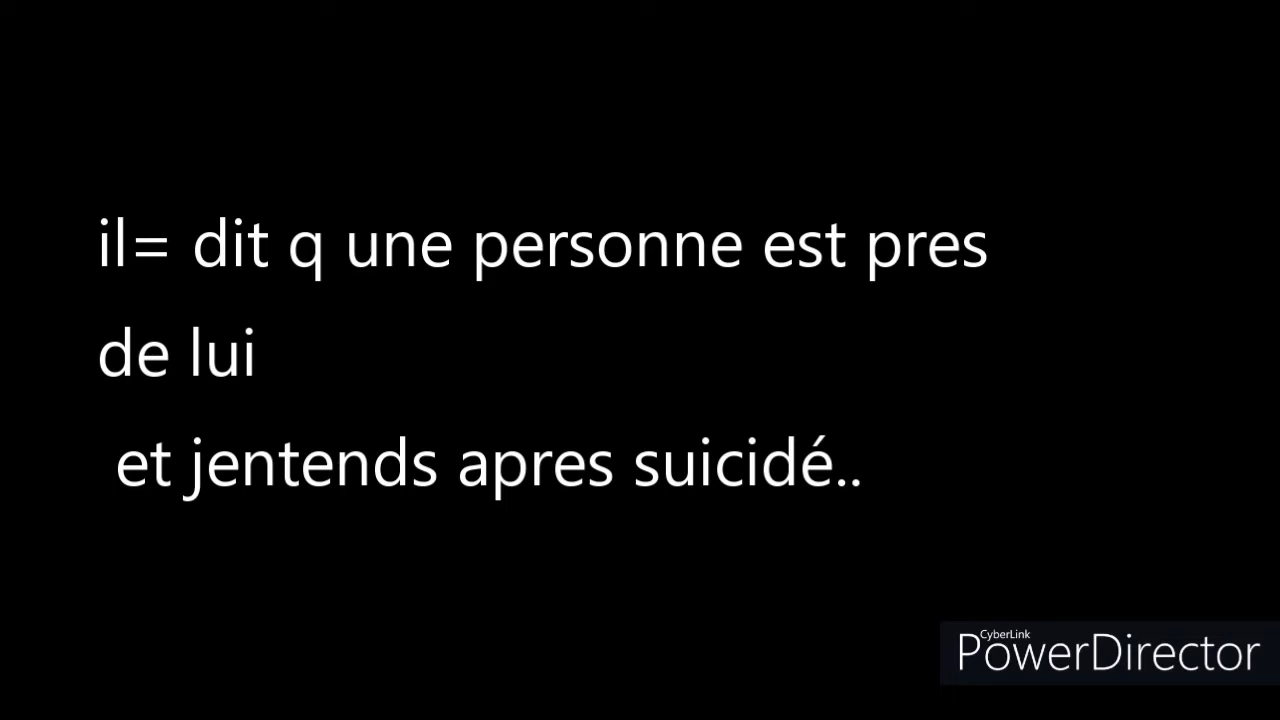 il= dit q une personne est pres
de lui
et jentends apres suicidé..
CyberLink
PowerDirector